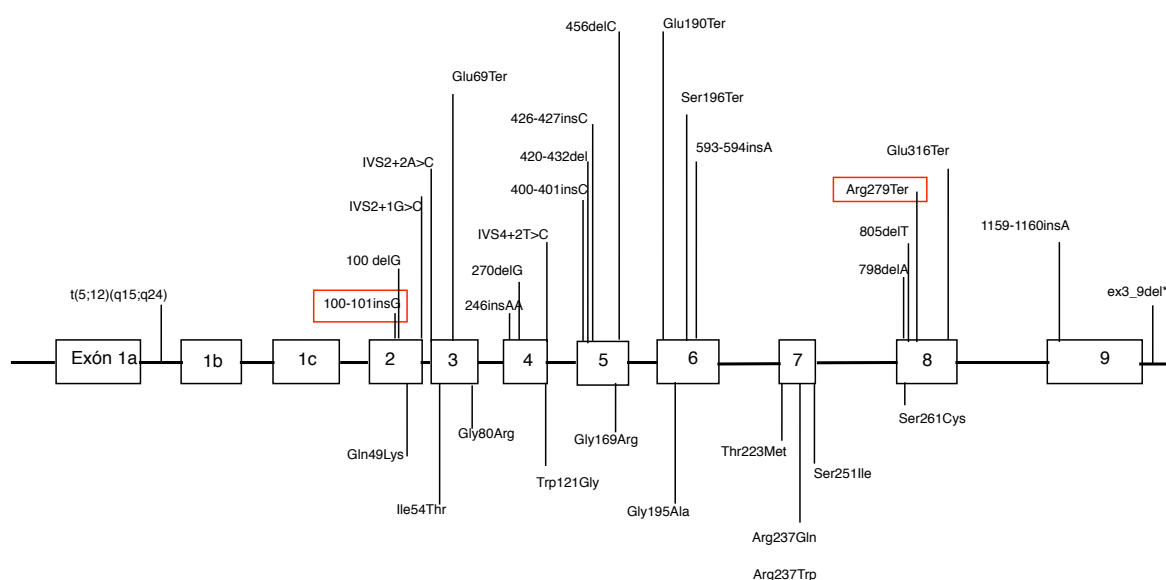 456delC
Glu190Ter
Glu69Ter
Ser196Ter
426-427insC
593-594insA
Glu316Ter
IVS2+2A>C
420-432del
400-401insC
Arg279Ter
IVS2+1G>C
1159-1160insA
805delT
IVS4+2T>C
100 delG
270delG
798delA
t(5;12)(q15;q24)
100-101insG
246insAA
ex3_9del*
Exón 1a
1b
1c
2
3
4
5
6
7
8
9
Ser261Cys
Gly80Arg
Gly169Arg
Gln49Lys
Thr223Met
Ser251Ile
Trp121Gly
Ile54Thr
Gly195Ala
Arg237Gln
Arg237Trp